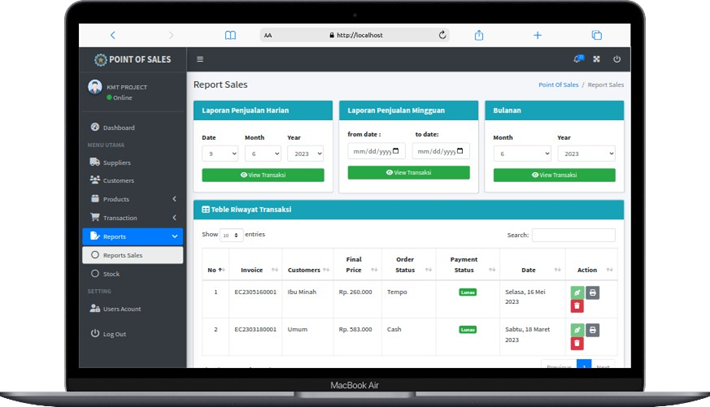 AA
http://localhost
POINT OF SALES
KMT PROJECT
Online
Dashboard
MENU UTAMA
Suppliers
Customers
Products
Transaction
Reports
Reports Sales
Stock
SETTING
Users Acount
Log Out
Report Sales
Point Of Sales / Report Sales
Laporan Penjualan Harian
Date Month Year
3 6 2023
View Transaksi
Laporan Penjualan Mingguan
from date : to date:
mm/dd/yyyy mm/dd/yyyy
View Transaksi
Bulanan
Month Year
6 2023
View Transaksi
Teble Riwayat Transaksi
Show 10 entries
Search:
No Invoice Customers Final Price Order Status Payment Status Date Action
1 EC2305160001 Ibu Minah Rp. 260.000 Tempo Lunas Selasa, 16 Mei 2023
2 EC2303180001 Umum Rp. 583.000 Cash Lunas Sabtu, 18 Maret 2023
Previous 1 Next
MacBook Air